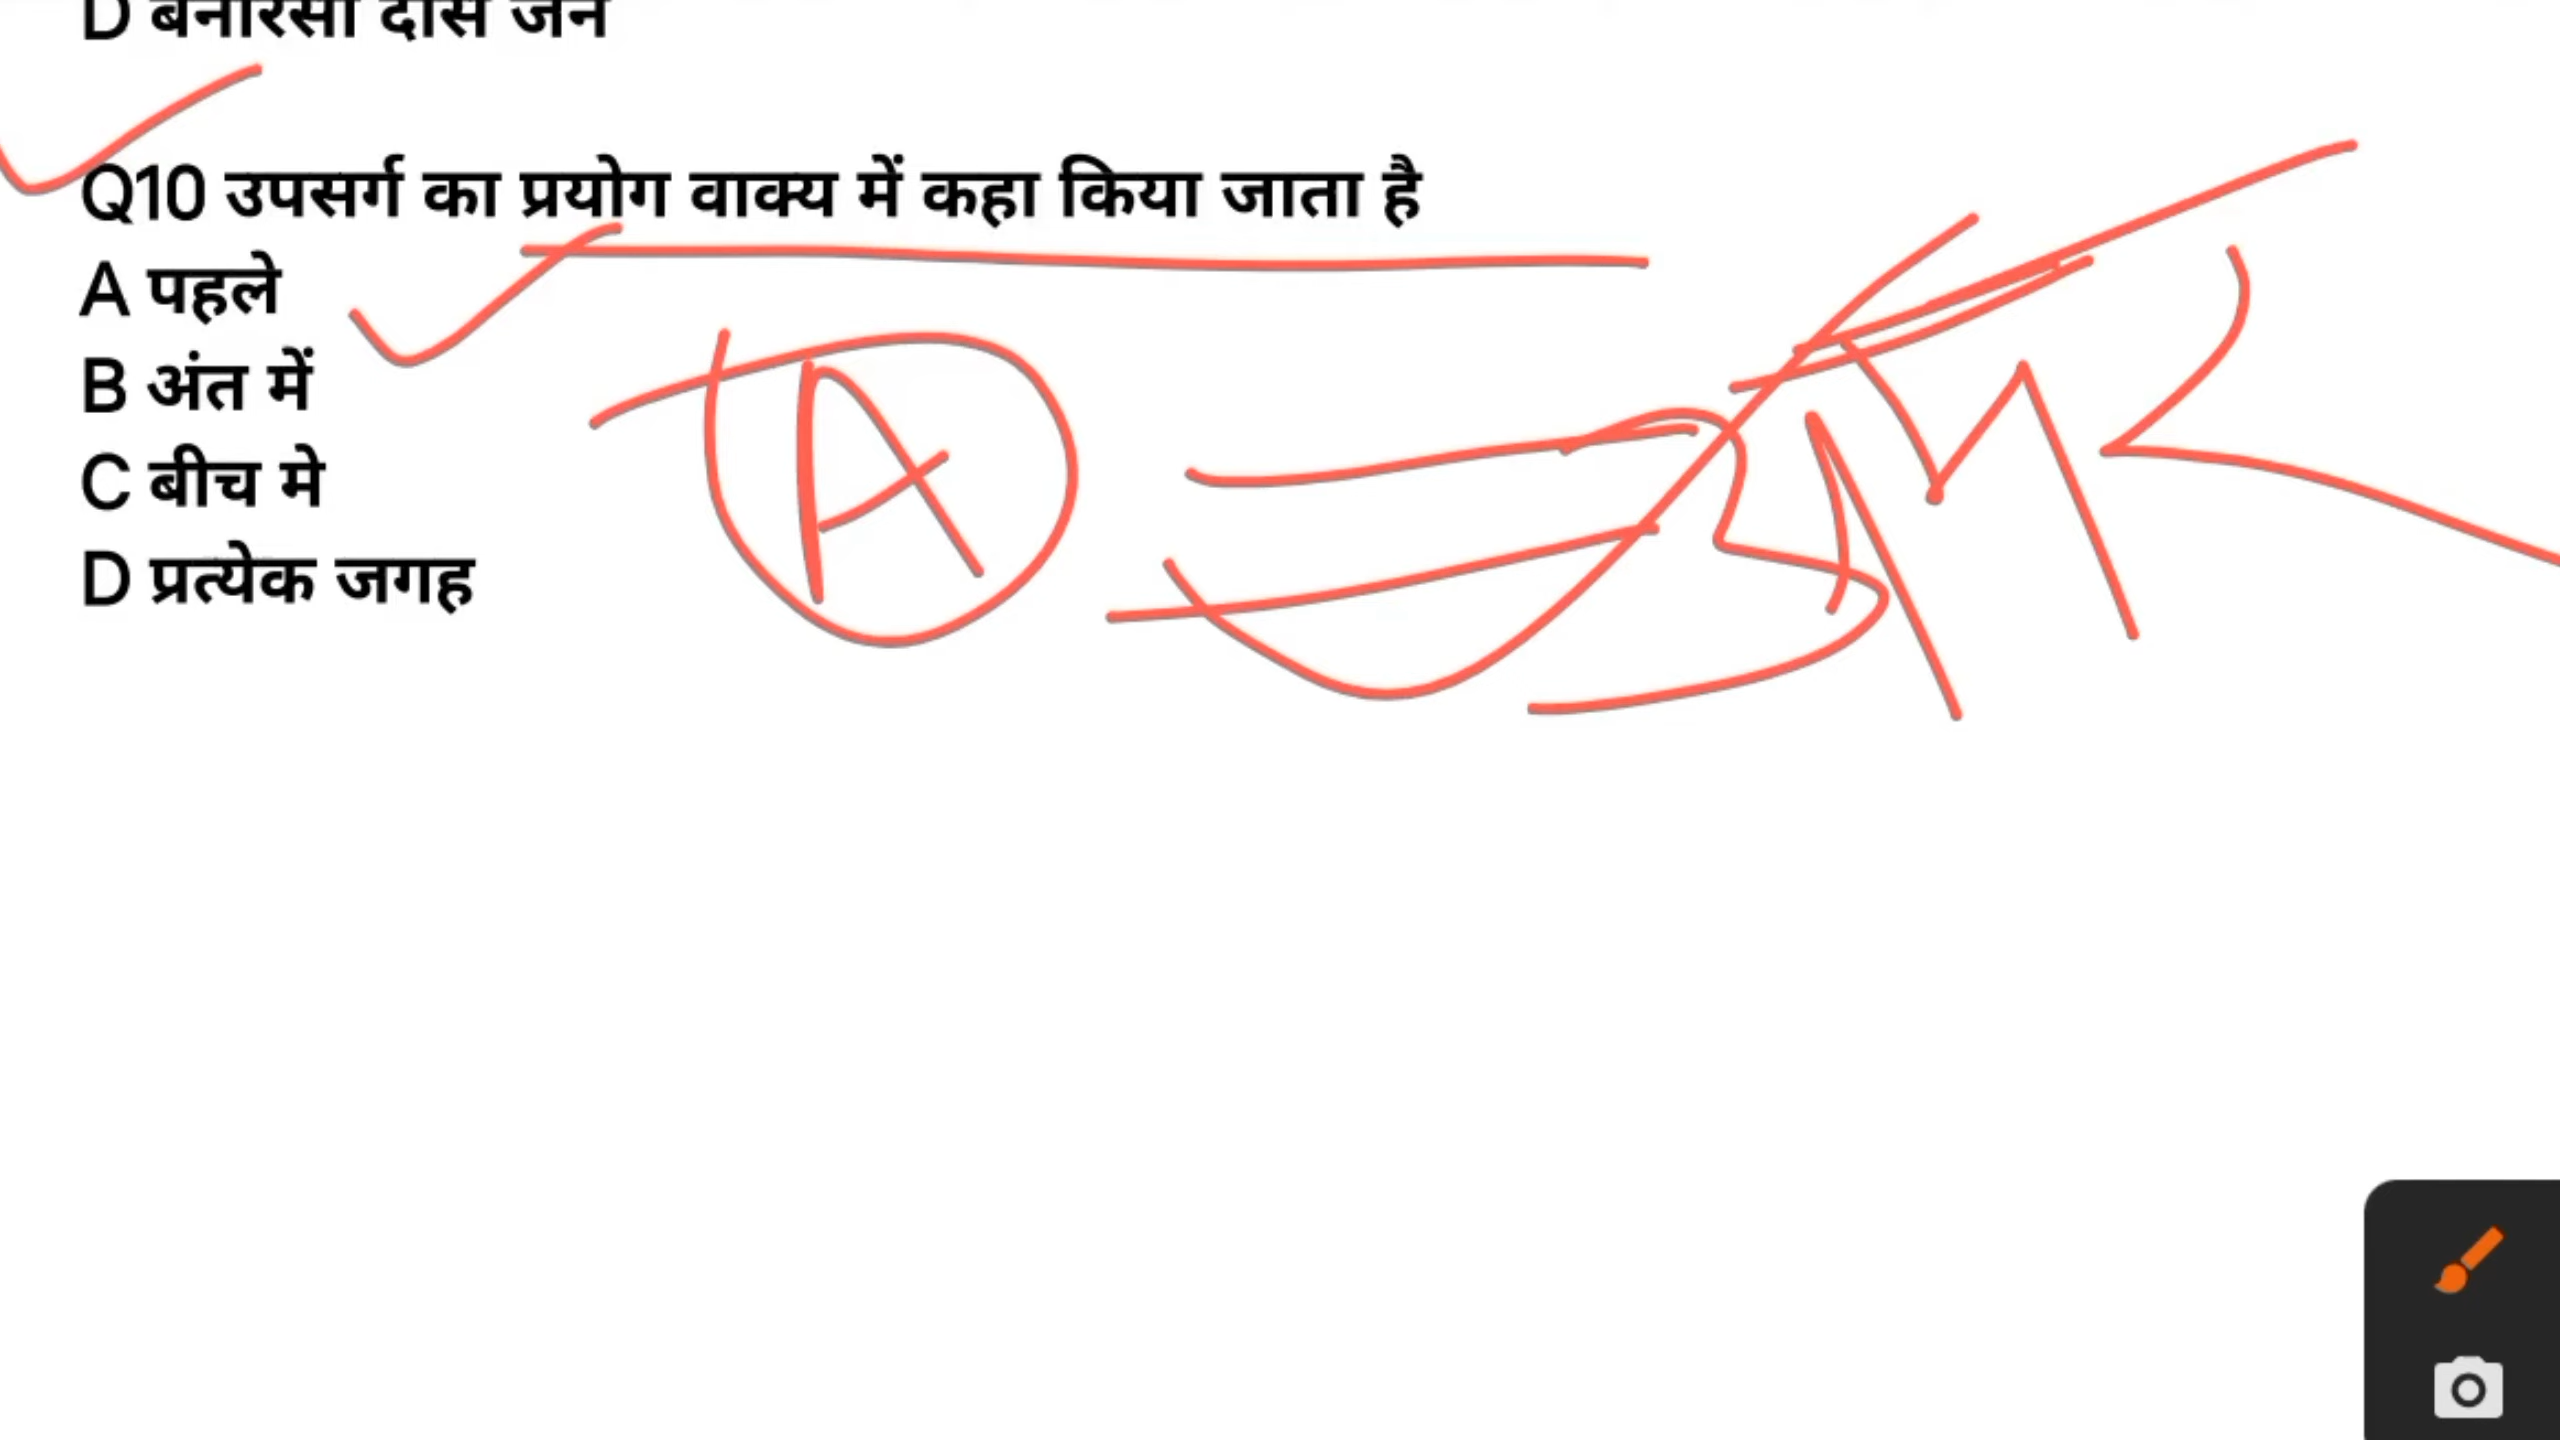 D बनारसी दास जैन
Q10 उपसर्ग का प्रयोग वाक्य में कहा किया जाता है
A पहले
B अंत में
C बीच मे
D प्रत्येक जगह
A